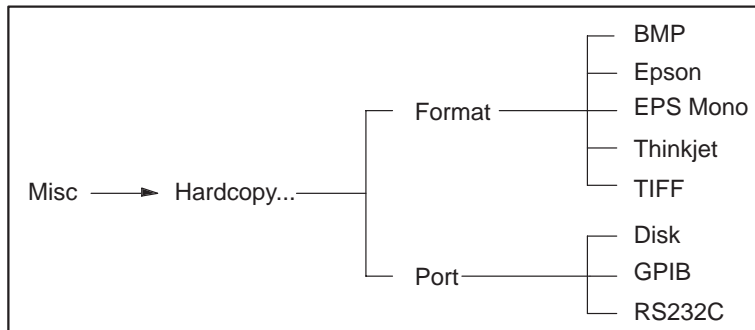 Misc
Hardcopy...
Format
BMP
Epson
EPS Mono
Thinkjet
TIFF
Port
Disk
GPIB
RS232C